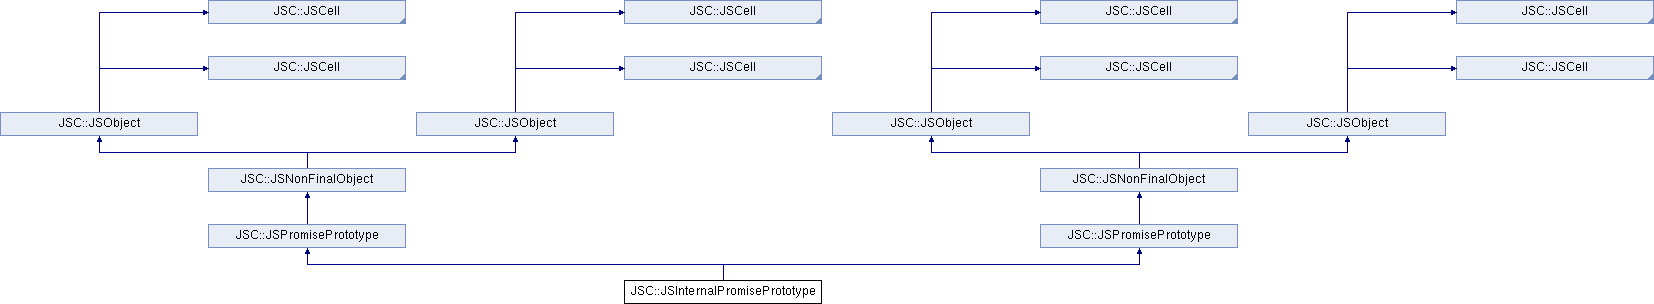 JSC::JSCell
JSC::JSCell
JSC::JSCell
JSC::JSCell
JSC::JSCell
JSC::JSCell
JSC::JSCell
JSC::JSCell
JSC::JSObject
JSC::JSObject
JSC::JSObject
JSC::JSObject
JSC::JSNonFinalObject
JSC::JSNonFinalObject
JSC::JSPromisePrototype
JSC::JSPromisePrototype
JSC::JSInternalPromisePrototype